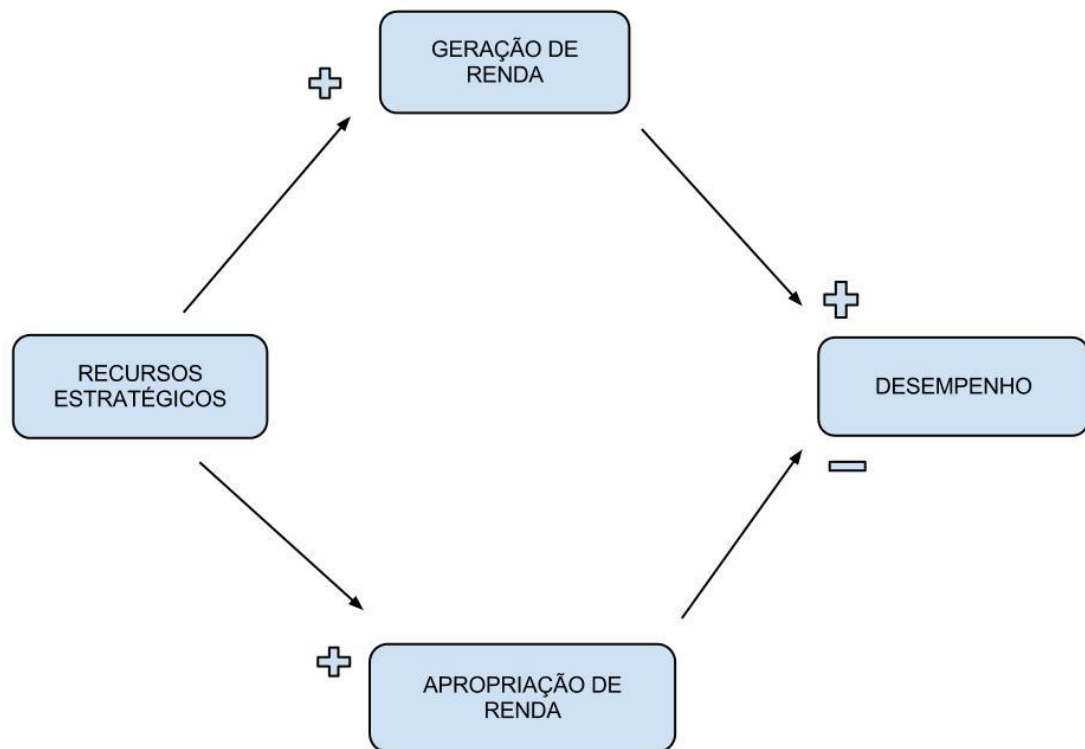 GERAÇÃO DE
RENDA
RECURSOS
ESTRATÉGICOS
DESEMPENHO
APROPRIAÇÃO DE
RENDA